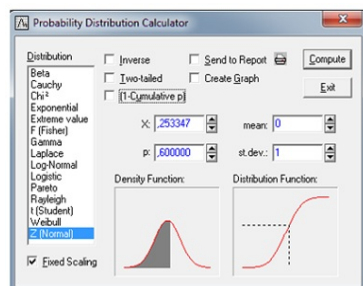 Probability Distribution Calculator
Distribution
Beta
Cauchy
Chi²
Exponential
Extreme value
F (Fisher)
Gamma
Laplace
Log-Normal
Logistic
Pareto
Rayleigh
t (Student)
Weibull
Z (Normal)
Fixed Scaling
Inverse
Send to Report
Compute
Two-tailed
Create Graph
(1-Cumulative p)
Exit
X: ,253347
mean: 0
p: ,600000
st.dev.: 1
Density Function:
Distribution Function: